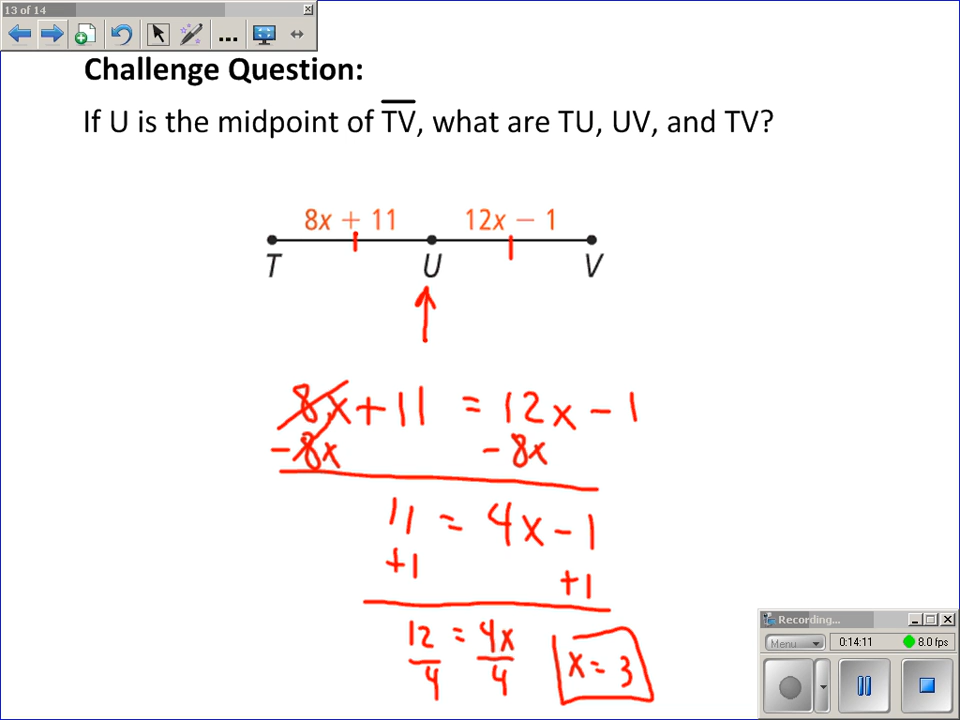 13 of 14
Challenge Question:
If U is the midpoint of TV, what are TU, UV, and TV?
8x + 11 12x − 1
T U V
8x + 11 = 12x − 1
−8x −8x
11 = 4x − 1
+1 +1
12 = 4x
4 4
x = 3
Recording...
Menu 0:14:11 8.0 fps